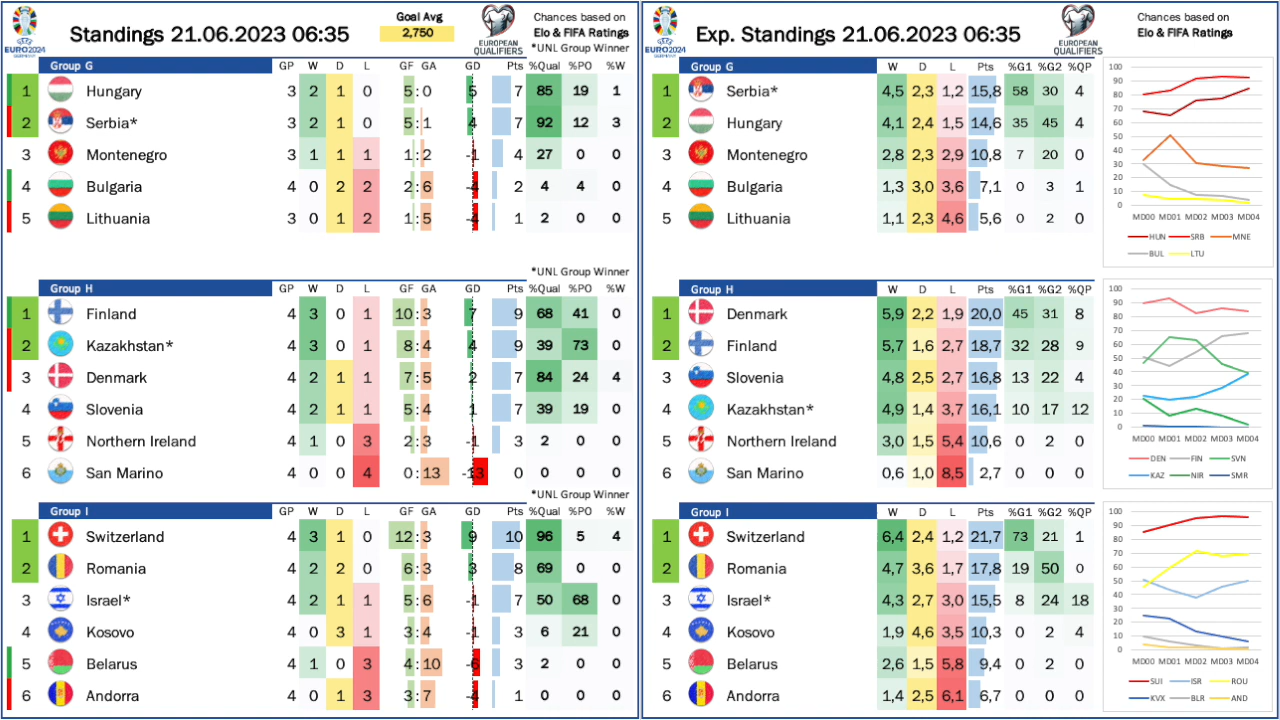 EURO2024
GERMANY
Standings 21.06.2023 06:35
Goal Avg
2,750
EUROPEAN
QUALIFIERS
Chances based on
Elo & FIFA Ratings
*UNL Group Winner
Group G GP W D L GF GA GD Pts %Qual %PO %W
1 Hungary 3 2 1 0 5:0 5 7 85 19 1
2 Serbia* 3 2 1 0 5:1 4 7 92 12 3
3 Montenegro 3 1 1 1 1:2 -1 4 27 0 0
4 Bulgaria 4 0 2 2 2:6 -4 2 4 4 0
5 Lithuania 3 0 1 2 1:5 -4 1 2 0 0
*UNL Group Winner
Group H GP W D L GF GA GD Pts %Qual %PO %W
1 Finland 4 3 0 1 10:3 7 9 68 41 0
2 Kazakhstan* 4 3 0 1 8:4 4 9 39 73 0
3 Denmark 4 2 1 1 7:5 2 7 84 24 4
4 Slovenia 4 2 1 1 5:4 1 7 39 19 0
5 Northern Ireland 4 1 0 3 2:3 -1 3 2 0 0
6 San Marino 4 0 0 4 0:13 -13 0 0 0 0
*UNL Group Winner
Group I GP W D L GF GA GD Pts %Qual %PO %W
1 Switzerland 4 3 1 0 12:3 9 10 96 5 4
2 Romania 4 2 2 0 6:3 3 8 69 0 0
3 Israel* 4 2 1 1 5:6 -1 7 50 68 0
4 Kosovo 4 0 3 1 3:4 -1 3 6 21 0
5 Belarus 4 1 0 3 4:10 -6 3 2 0 0
6 Andorra 4 0 1 3 3:7 -4 1 0 0 0
EURO2024
GERMANY
Exp. Standings 21.06.2023 06:35
EUROPEAN
QUALIFIERS
Chances based on
Elo & FIFA Ratings
Group G W D L Pts %G1 %G2 %QP
1 Serbia* 4,5 2,3 1,2 15,8 58 30 4
2 Hungary 4,1 2,4 1,5 14,6 35 45 4
3 Montenegro 2,8 2,3 2,9 10,8 7 20 0
4 Bulgaria 1,3 3,0 3,6 7,1 0 3 1
5 Lithuania 1,1 2,3 4,6 5,6 0 2 0
100
90
80
70
60
50
40
30
20
10
0
MD00 MD01 MD02 MD03 MD04
HUN SRB MNE
BUL LTU
Group H W D L Pts %G1 %G2 %QP
1 Denmark 5,9 2,2 1,9 20,0 45 31 8
2 Finland 5,7 1,6 2,7 18,7 32 28 9
3 Slovenia 4,8 2,5 2,7 16,8 13 22 4
4 Kazakhstan* 4,9 1,4 3,7 16,1 10 17 12
5 Northern Ireland 3,0 1,5 5,4 10,6 0 2 0
6 San Marino 0,6 1,0 8,5 2,7 0 0 0
100
90
80
70
60
50
40
30
20
10
0
MD00 MD01 MD02 MD03 MD04
DEN FIN SVN
KAZ NIR SMR
Group I W D L Pts %G1 %G2 %QP
1 Switzerland 6,4 2,4 1,2 21,7 73 21 1
2 Romania 4,7 3,6 1,7 17,8 19 50 0
3 Israel* 4,3 2,7 3,0 15,5 8 24 18
4 Kosovo 1,9 4,6 3,5 10,3 0 2 4
5 Belarus 2,6 1,5 5,8 9,4 0 2 0
6 Andorra 1,4 2,5 6,1 6,7 0 0 0
100
90
80
70
60
50
40
30
20
10
0
MD00 MD01 MD02 MD03 MD04
SUI ISR ROU
KVX BLR AND